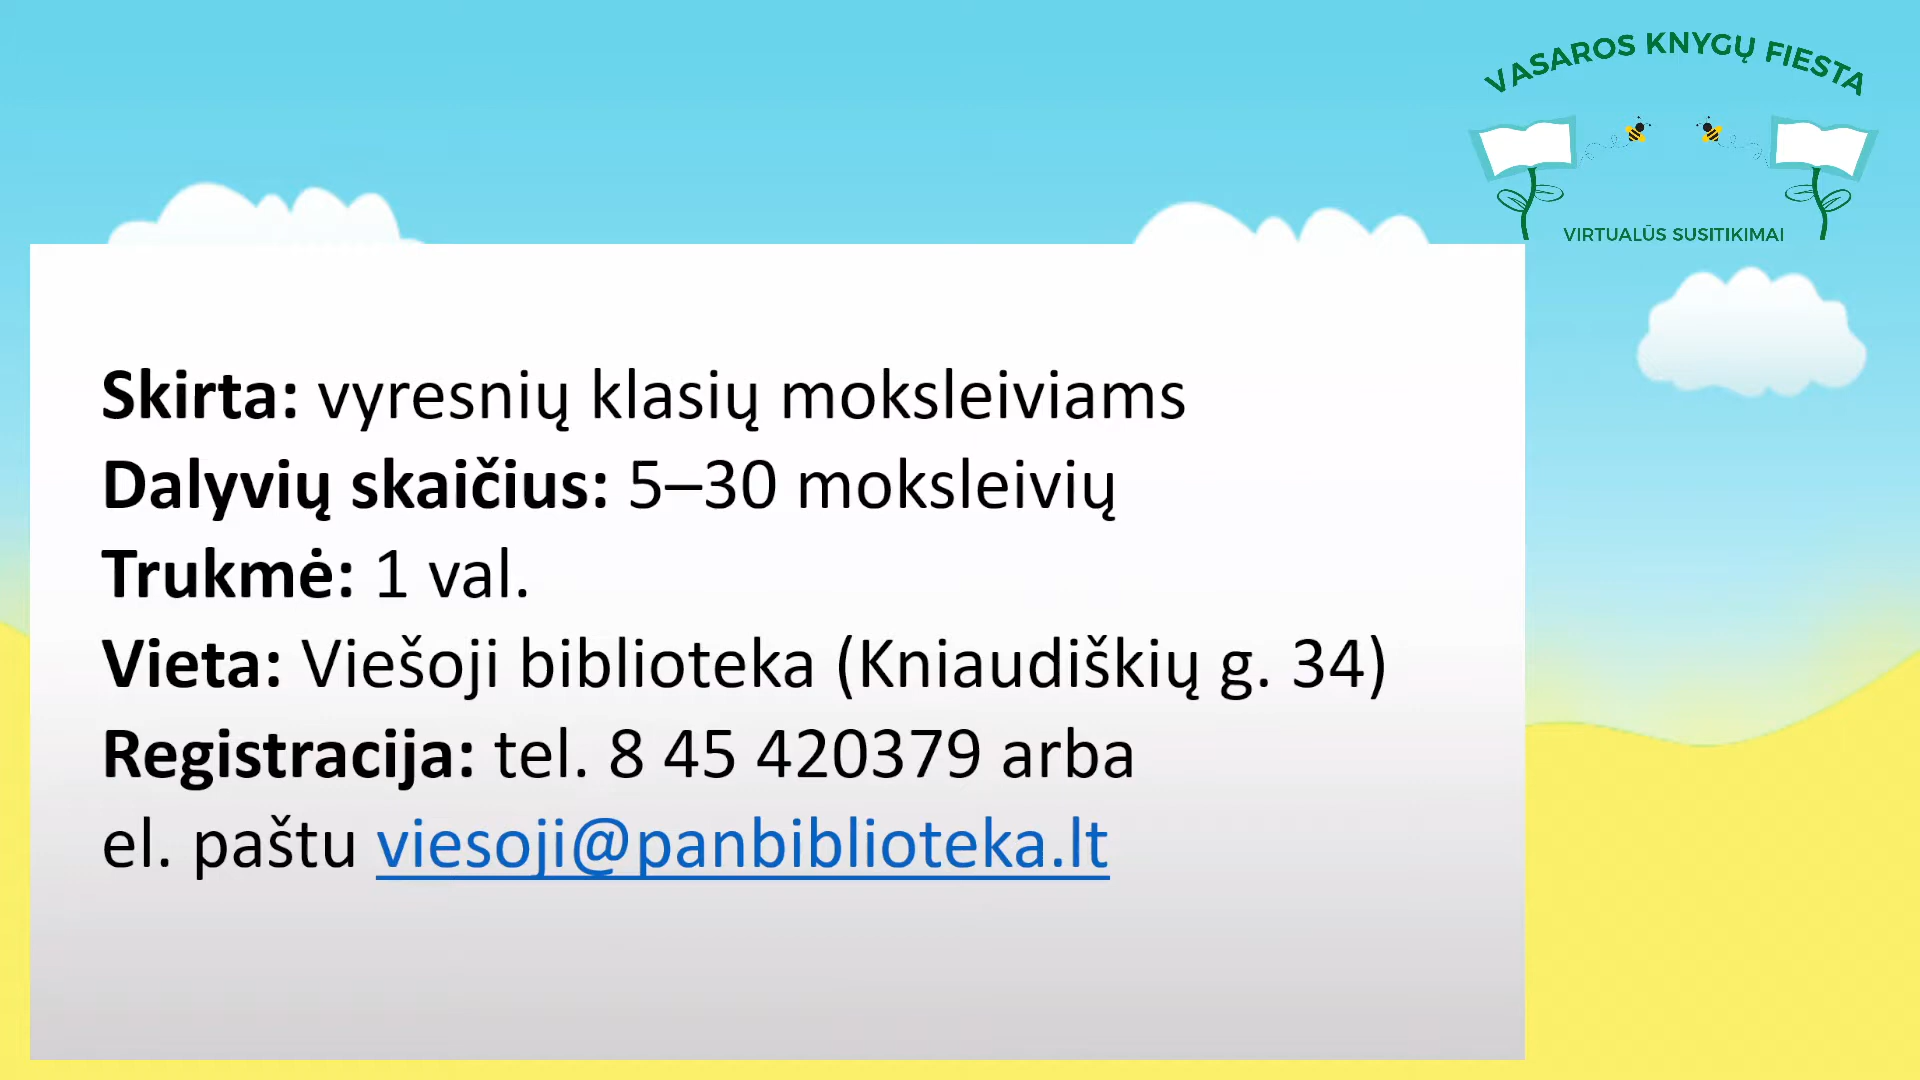 VASAROS KNYGŲ FIESTA
VIRTUALŪS SUSITIKIMAI
Skirta: vyresnių klasių moksleiviams
Dalyvių skaičius: 5–30 moksleivių
Trukmė: 1 val.
Vieta: Viešoji biblioteka (Kniaudiškių g. 34)
Registracija: tel. 8 45 420379 arba
el. paštu viesoji@panbiblioteka.lt